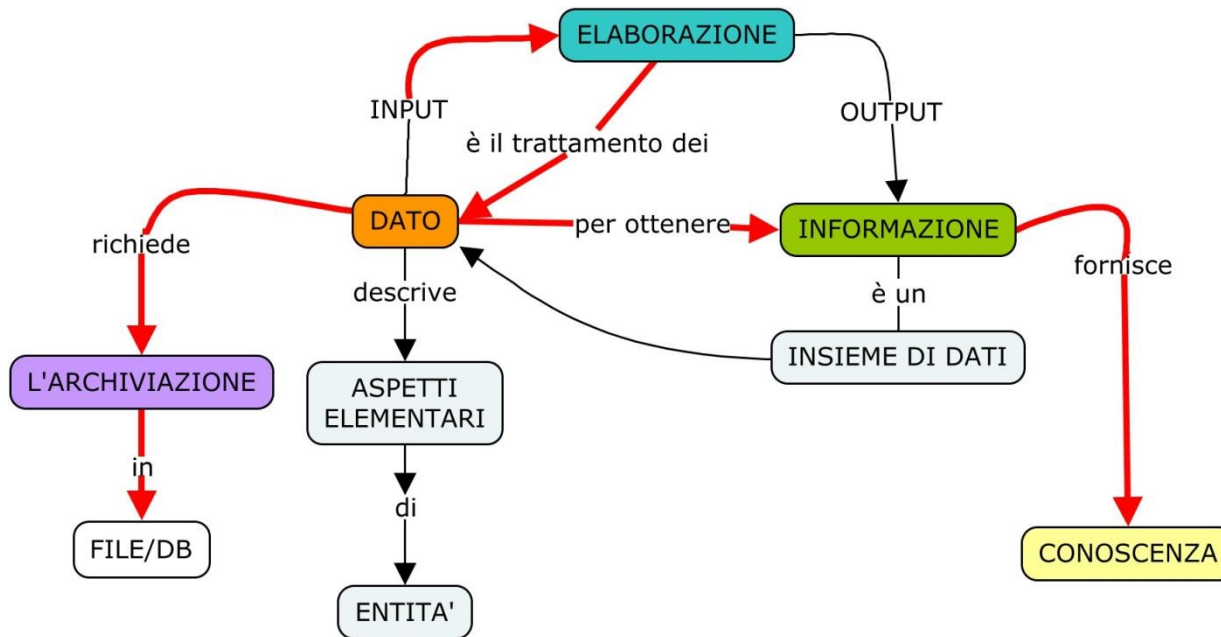 ELABORAZIONE
INPUT
OUTPUT
è il trattamento dei
DATO
per ottenere
INFORMAZIONE
richiede
fornisce
descrive
è un
L'ARCHIVIAZIONE
ASPETTI
ELEMENTARI
INSIEME DI DATI
in
di
FILE/DB
CONOSCENZA
ENTITA'